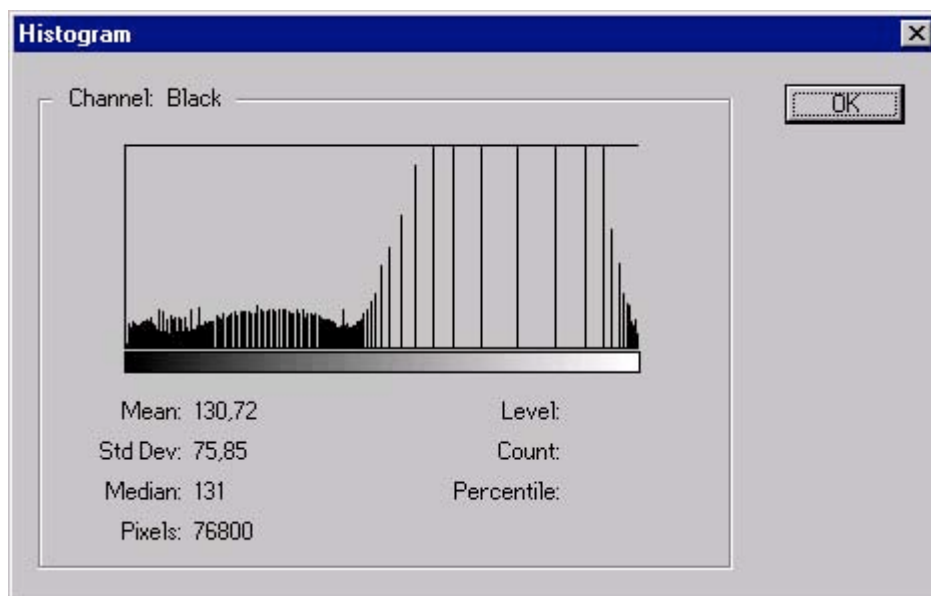 Histogram
Channel: Black
OK
Mean: 130,72
Level:
Std Dev: 75,85
Count:
Median: 131
Percentile:
Pixels: 76800